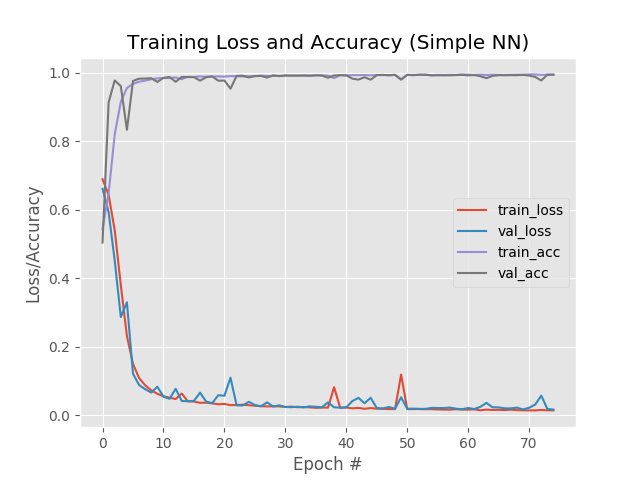 Training Loss and Accuracy (Simple NN)
1.0
0.8
0.6
0.4
0.2
0.0
Loss/Accuracy
train_loss
val_loss
train_acc
val_acc
0 10 20 30 40 50 60 70
Epoch #